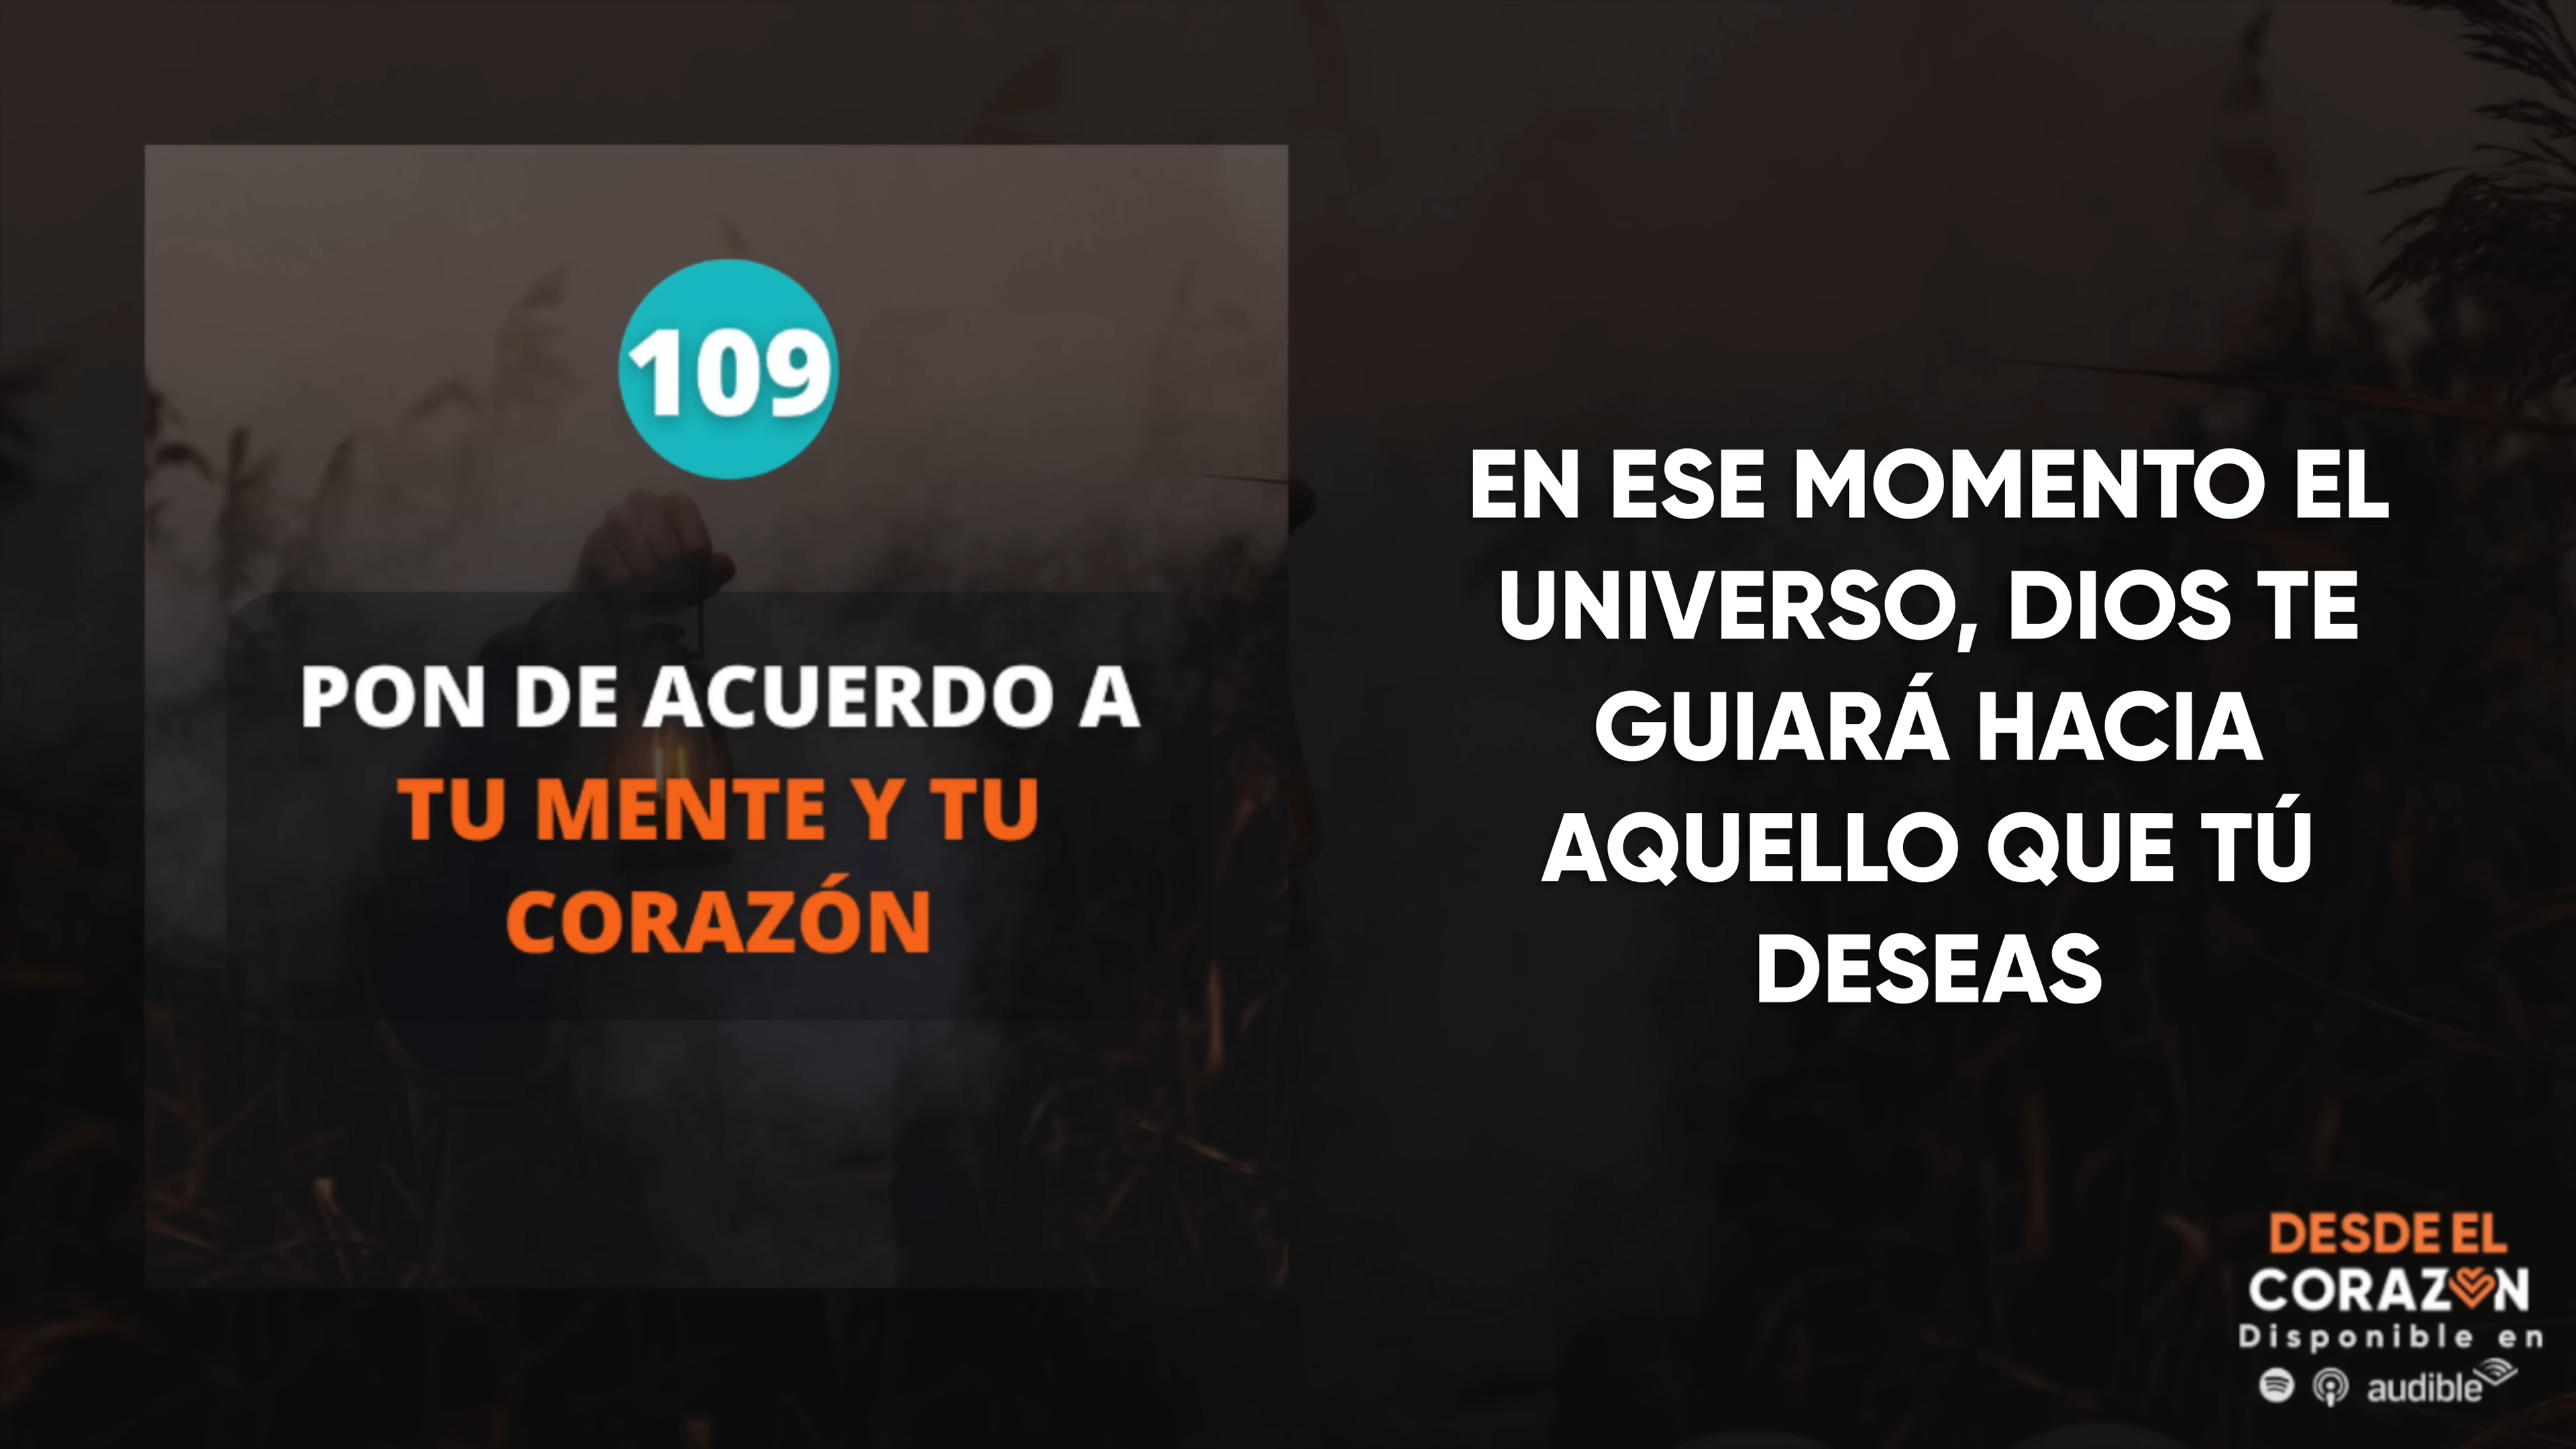 109
PON DE ACUERDO A
TU MENTE Y TU
CORAZÓN
EN ESE MOMENTO EL
UNIVERSO, DIOS TE
GUIARÁ HACIA
AQUELLO QUE TÚ
DESEAS
DESDE EL
CORAZÓN
Disponible en
audible